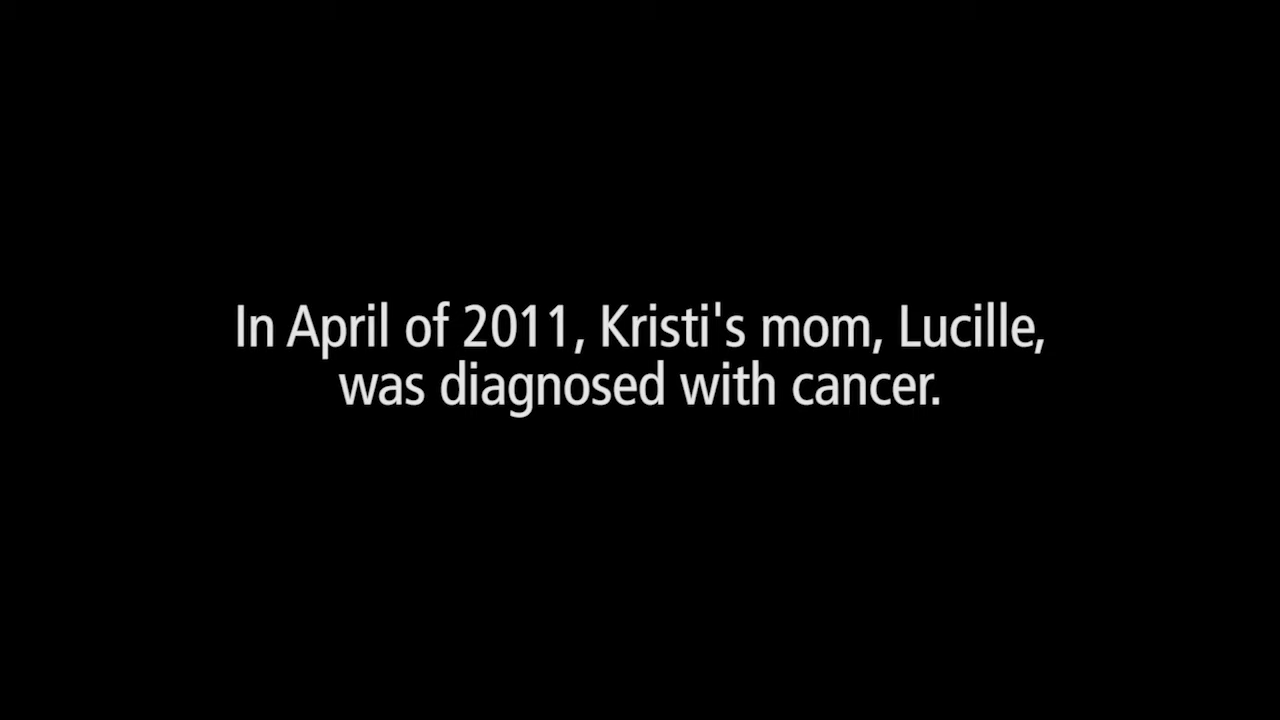 In April of 2011, Kristi's mom, Lucille,
was diagnosed with cancer.